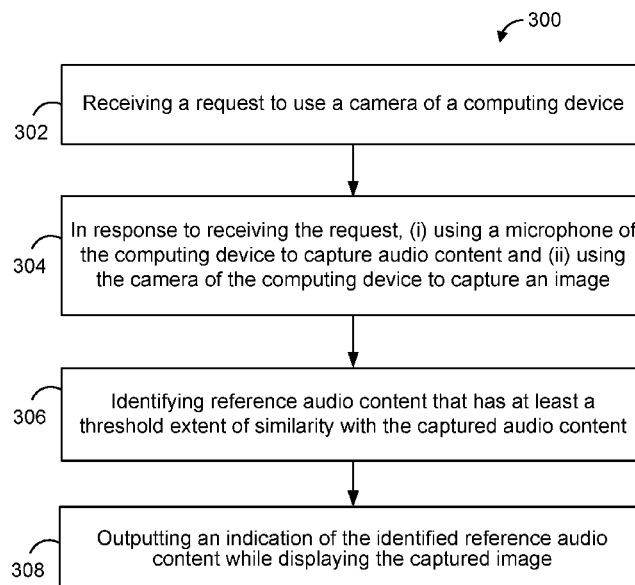 300
Receiving a request to use a camera of a computing device
302
In response to receiving the request, (i) using a microphone of
the computing device to capture audio content and (ii) using
the camera of the computing device to capture an image
304
Identifying reference audio content that has at least a
threshold extent of similarity with the captured audio content
306
Outputting an indication of the identified reference audio
content while displaying the captured image
308